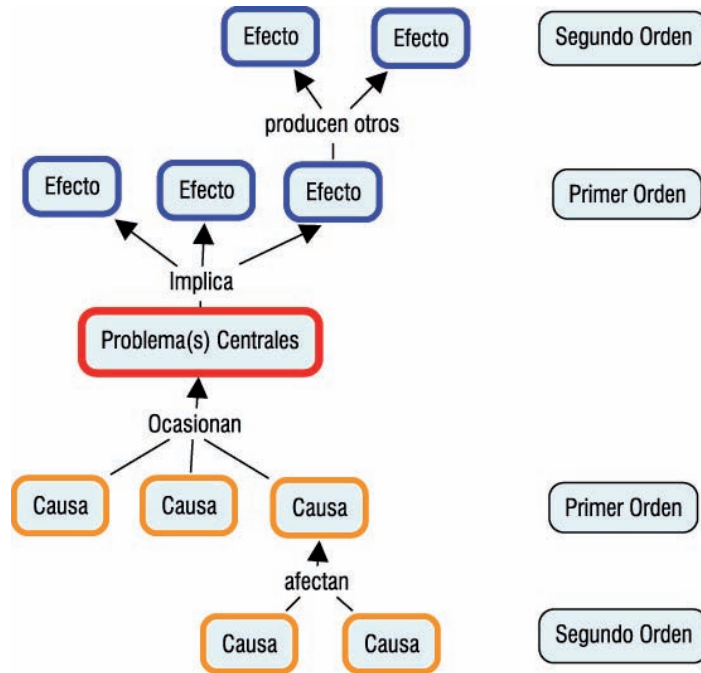 Efecto
Efecto
Segundo Orden
producen otros
Efecto
Efecto
Efecto
Primer Orden
Implica
Problema(s) Centrales
Ocasionan
Causa
Causa
Causa
Primer Orden
afectan
Causa
Causa
Segundo Orden